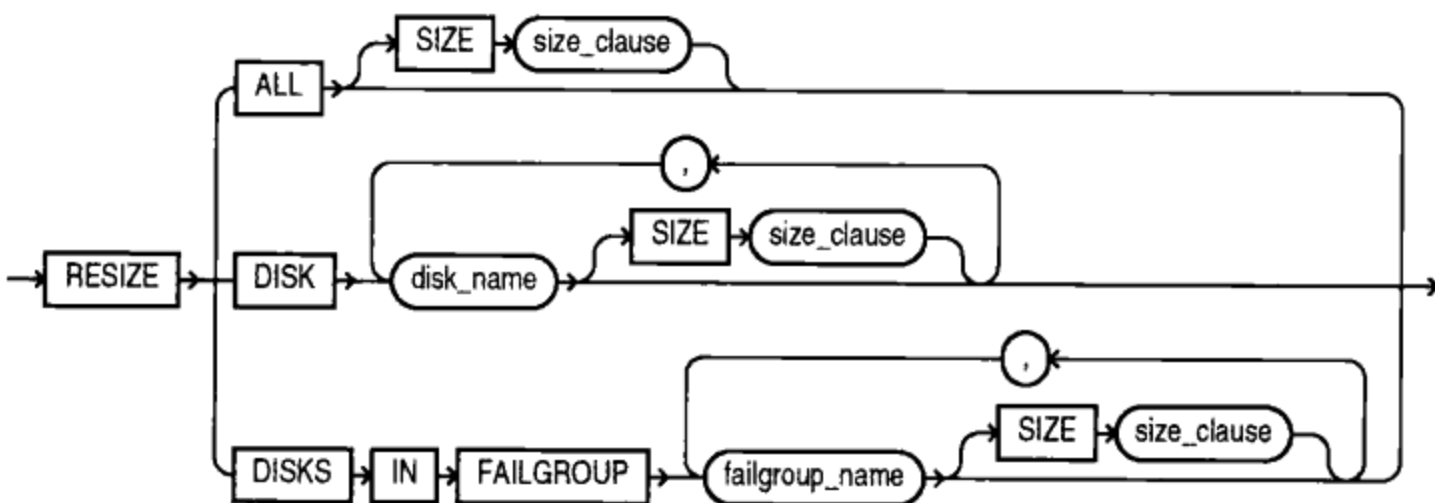 SIZE size_clause
ALL
,
SIZE size_clause
RESIZE DISK disk_name
,
SIZE size_clause
DISKS IN FAILGROUP failgroup_name